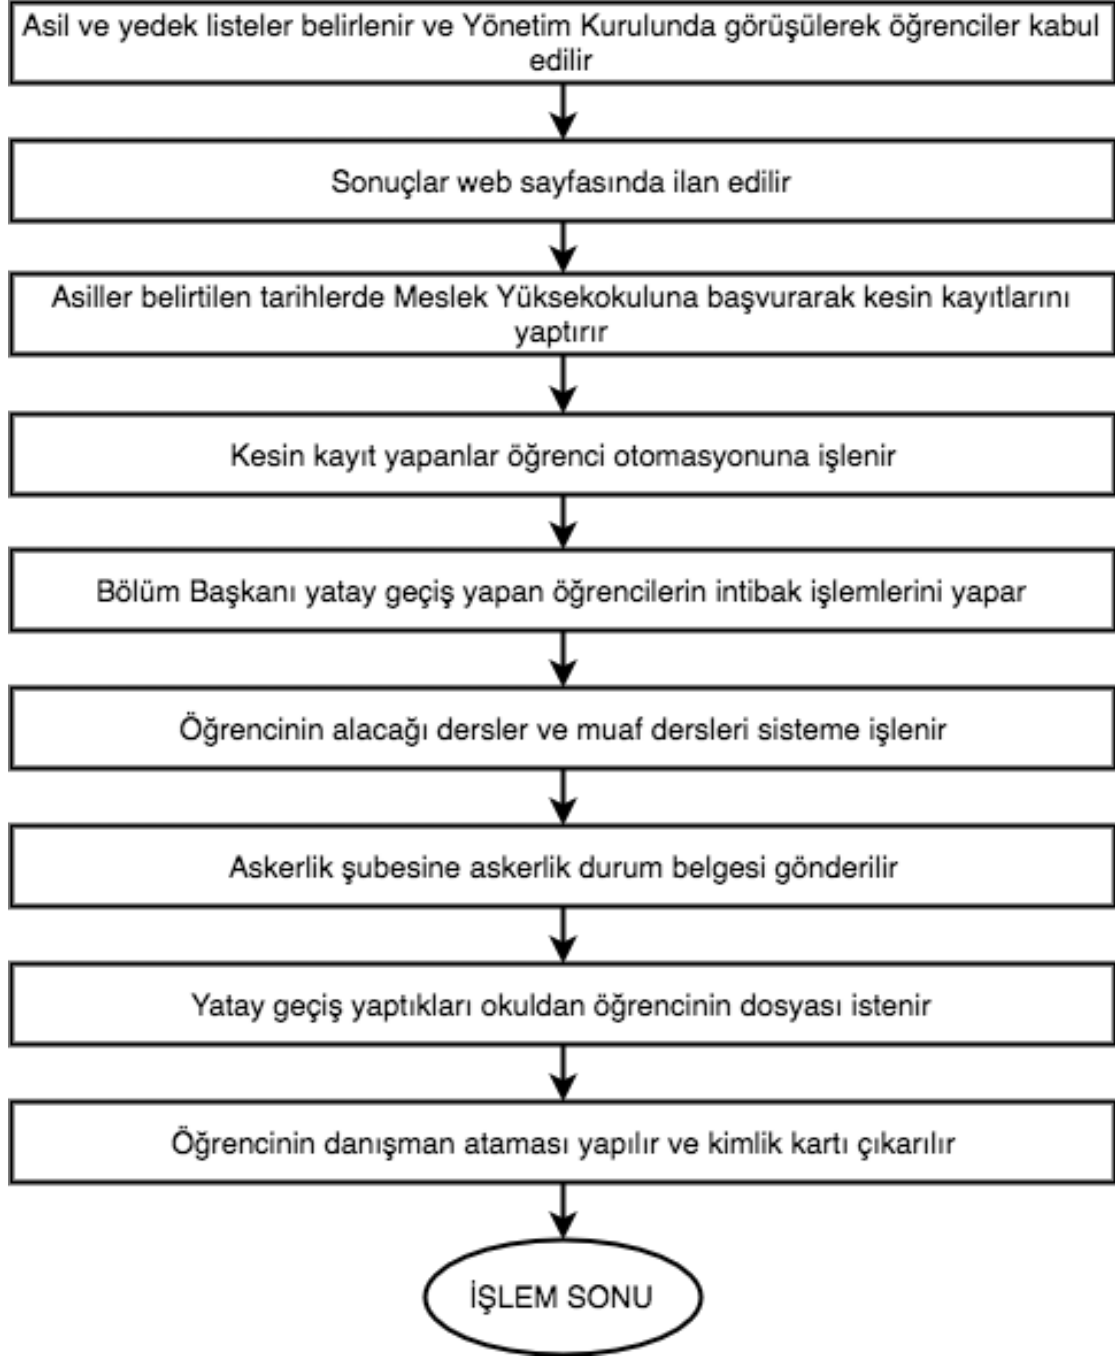 Asil ve yedek listeler belirlenir ve Yönetim Kurulunda görüşülerek öğrenciler kabul
edilir
Sonuçlar web sayfasında ilan edilir
Asiller belirtilen tarihlerde Meslek Yüksekokuluna başvurarak kesin kayıtlarını
yaptırır
Kesin kayıt yapanlar öğrenci otomasyonuna işlenir
Bölüm Başkanı yatay geçiş yapan öğrencilerin intibak işlemlerini yapar
Öğrencinin alacağı dersler ve muaf dersleri sisteme işlenir
Askerlik şubesine askerlik durum belgesi gönderilir
Yatay geçiş yaptıkları okuldan öğrencinin dosyası istenir
Öğrencinin danışman ataması yapılır ve kimlik kartı çıkarılır
İŞLEM SONU